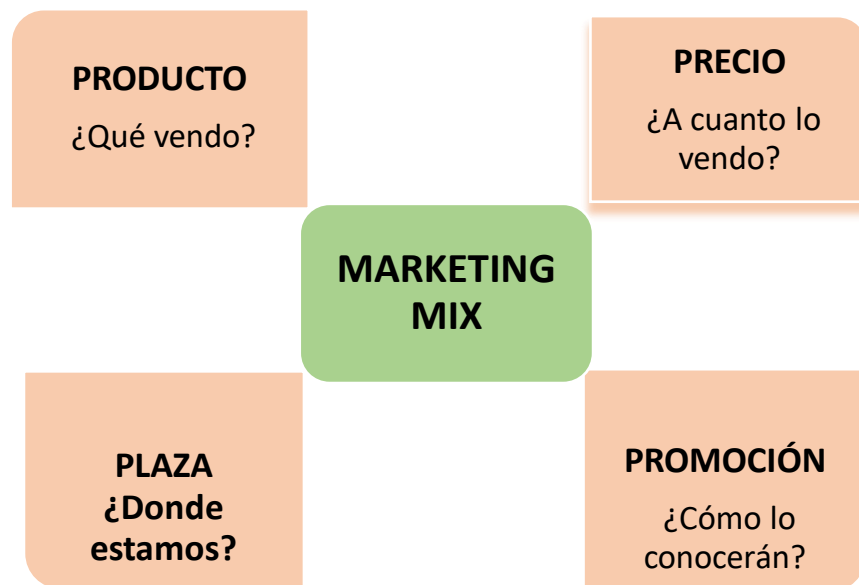 PRODUCTO
¿Qué vendo?
PRECIO
¿A cuanto lo
vendo?
MARKETING
MIX
PLAZA
¿Donde
estamos?
PROMOCIÓN
¿Cómo lo
conocerán?